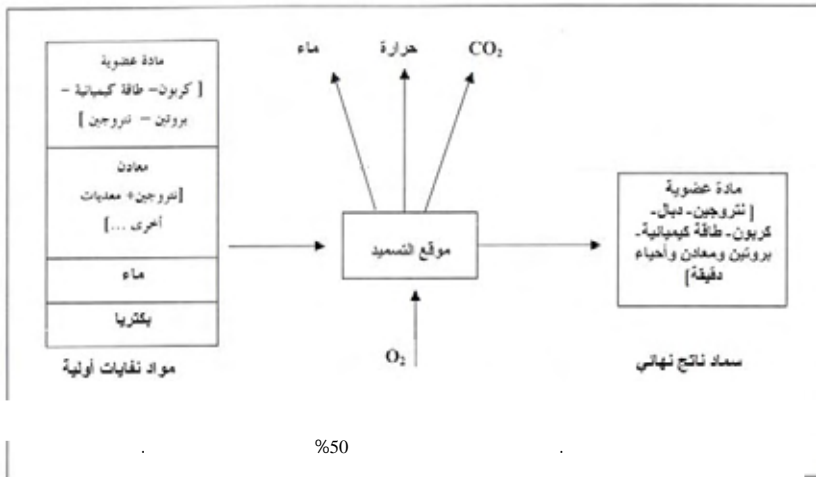 ماء
حرارة
CO₂
مادة عضوية
[ كربون– طاقة كيميائية –
بروتين – نتروجين ]
معادن
[نتروجين+ معديات
أخرى ...]
ماء
بكتريا
مواد نفايات أولية
موقع التسميد
O₂
مادة عضوية
[ نتروجين- دبال-
كربون- طاقة كيميائية-
بروتين ومعادن وأحياء
دقيقة]
سماد ناتج نهائي
. %50 .